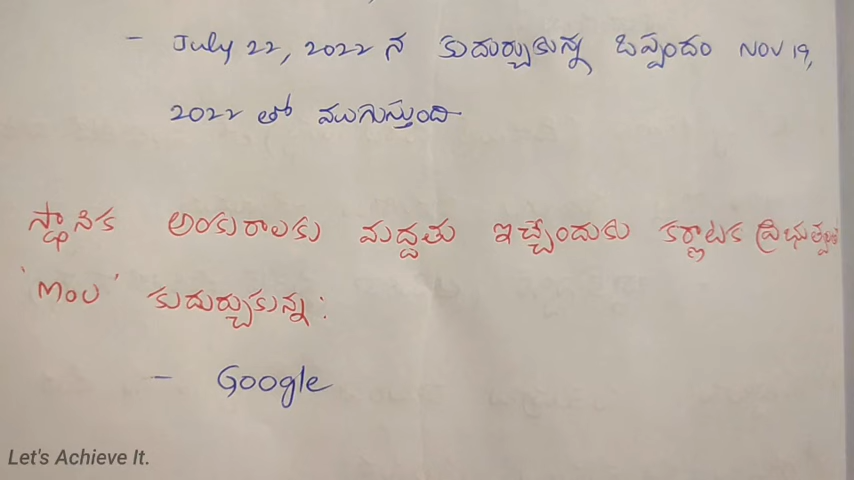 - July 22, 2022 న కుదుర్చుకున్న ఒప్పందం NOV 19,
2022 తో ముగుస్తుంది
స్థానిక అంకురాలకు మద్దతు ఇచ్చేందుకు కర్ణాటక ప్రభుత్వం
'MoU' కుదుర్చుకున్న :
- Google
Let's Achieve It.